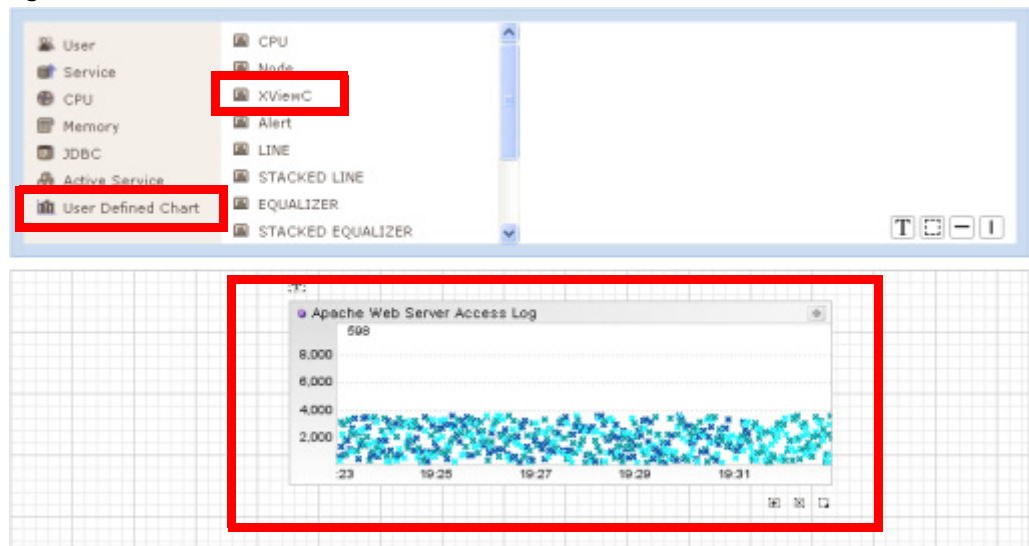 User
Service
CPU
Memory
JDBC
Active Service
User Defined Chart
CPU
Node
XViewC
Alert
LINE
STACKED LINE
EQUALIZER
STACKED EQUALIZER
T
Apache Web Server Access Log
598
8,000
6,000
4,000
2,000
:23
19:25
19:27
19:29
19:31